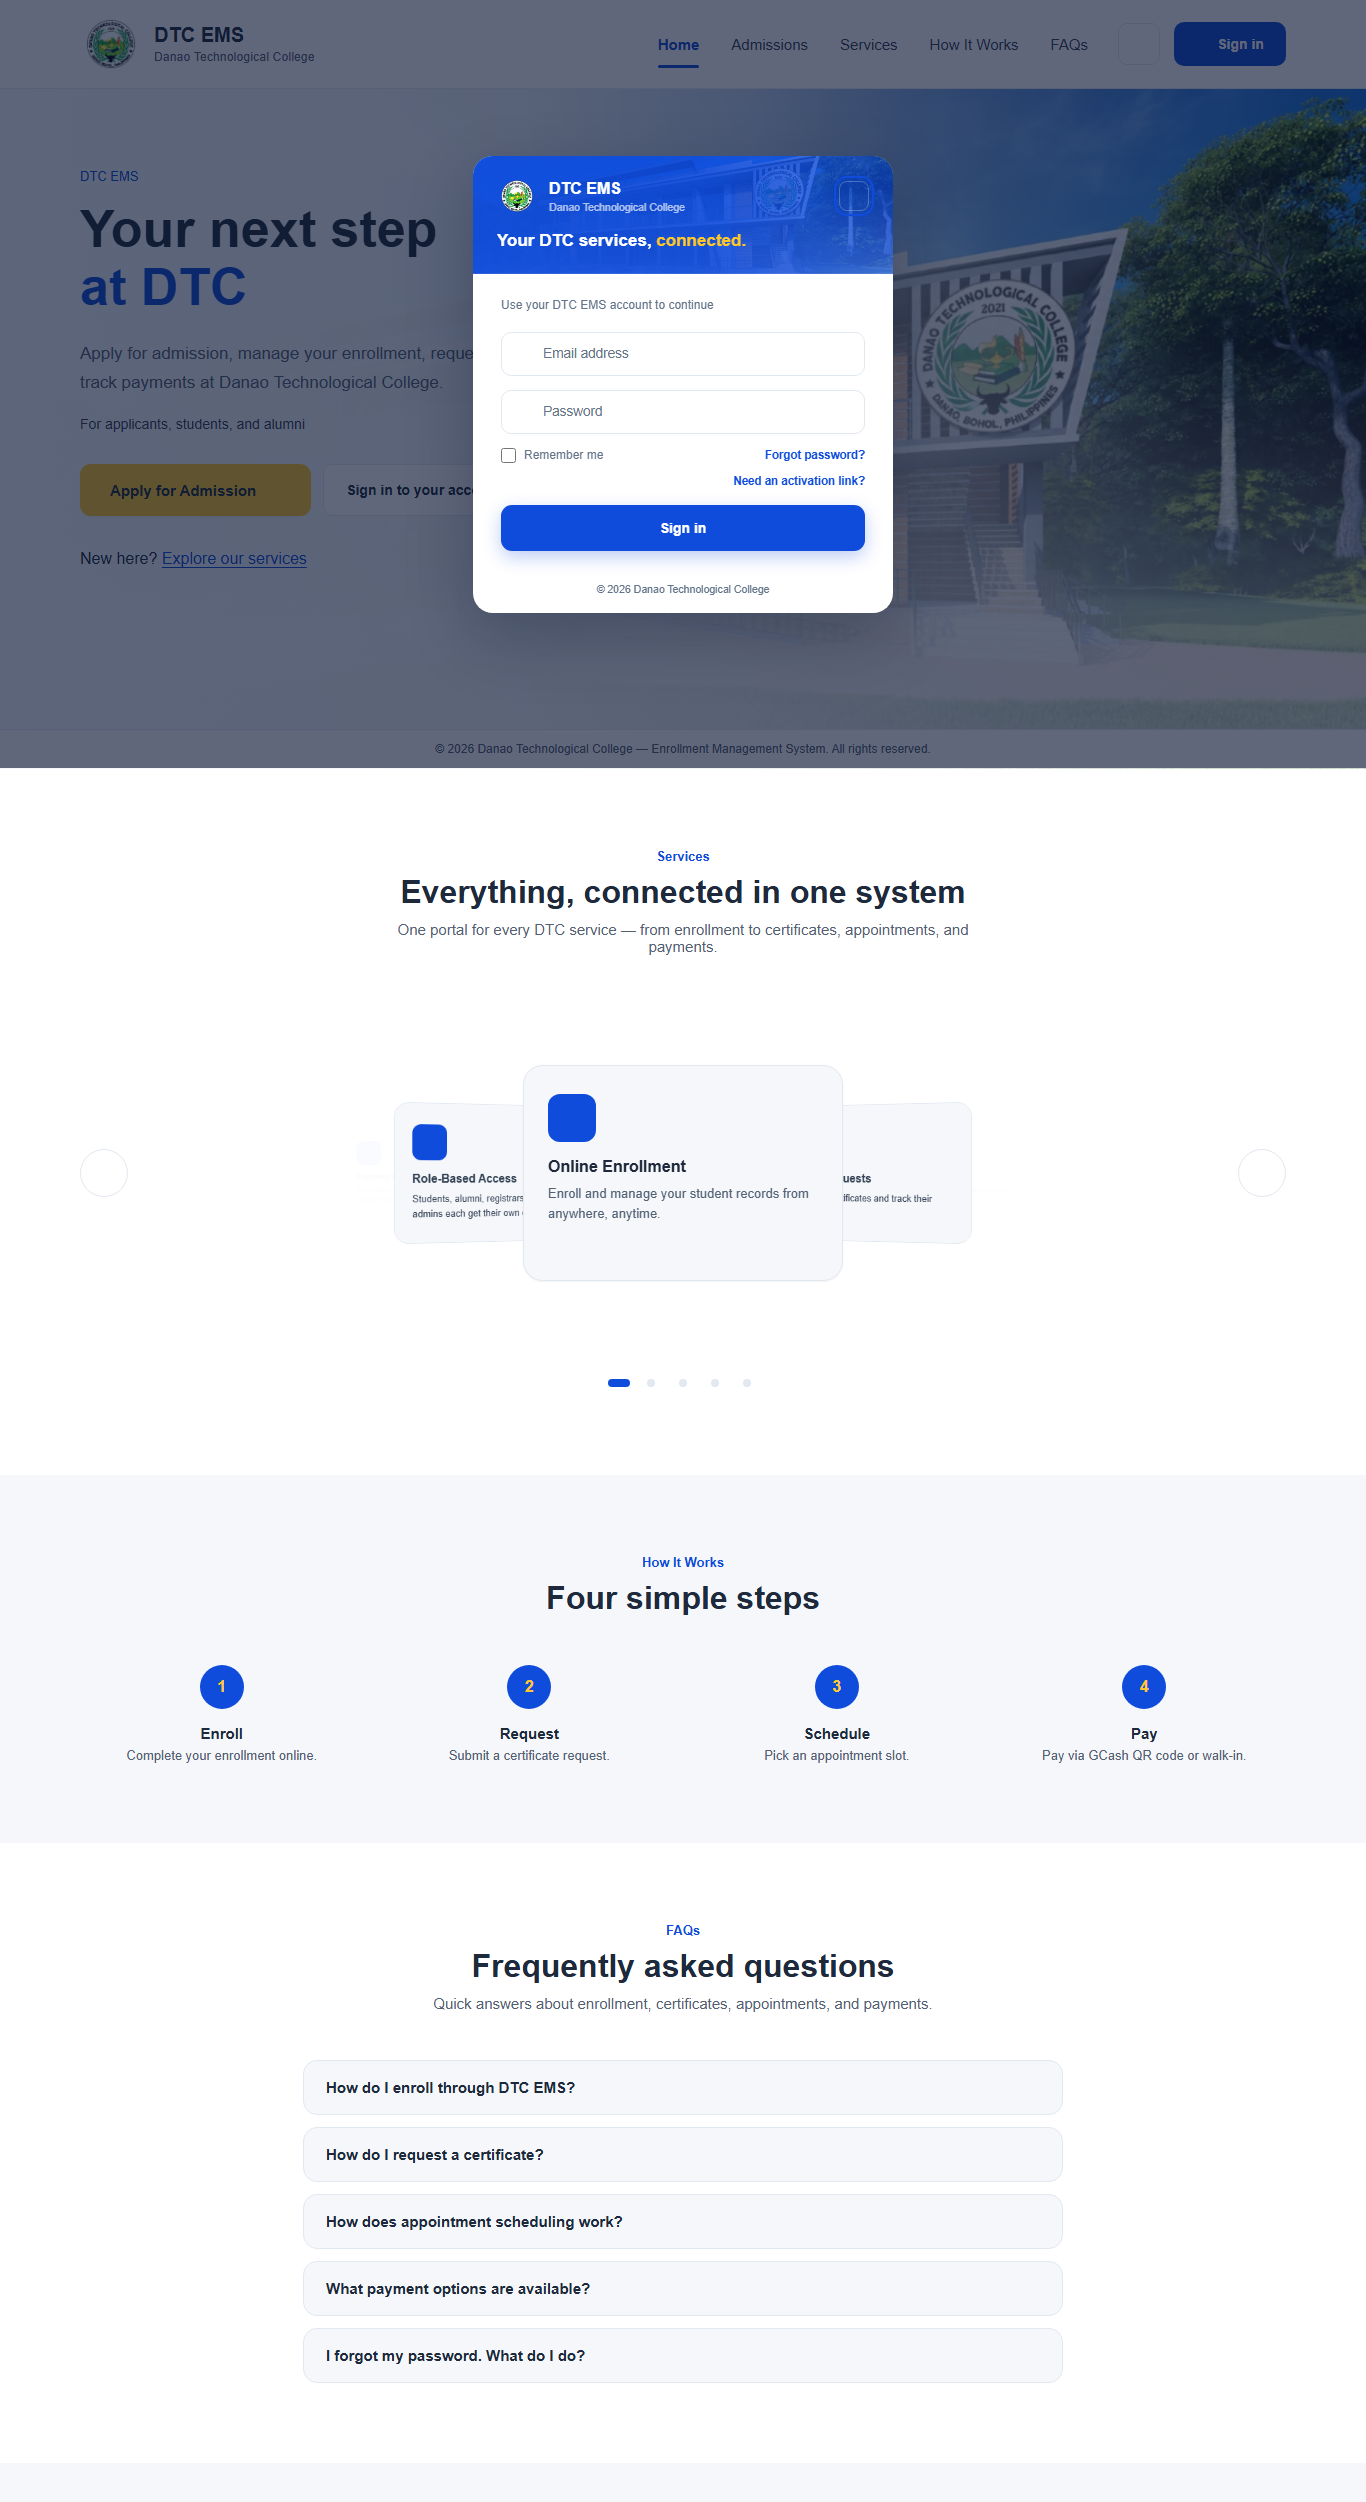 DTC EMS
Danao Technological College
Home
Admissions
Services
How It Works
FAQs
Sign in
DTC EMS
Your next step
at DTC
Apply for admission, manage your enrollment, reque
track payments at Danao Technological College.
For applicants, students, and alumni
Apply for Admission
Sign in to your acc
New here? Explore our services
DANAO TECHNOLOGICAL COLLEGE
2021
DANAO, BOHOL, PHILIPPINES
DTC EMS
Danao Technological College
Your DTC services, connected.
Use your DTC EMS account to continue
Email address
Password
Remember me
Forgot password?
Need an activation link?
Sign in
© 2026 Danao Technological College
© 2026 Danao Technological College — Enrollment Management System. All rights reserved.
Services
Everything, connected in one system
One portal for every DTC service — from enrollment to certificates, appointments, and
payments.
Role-Based Access
Students, alumni, registrars
admins each get their own
Online Enrollment
Enroll and manage your student records from
anywhere, anytime.
uests
ificates and track their
How It Works
Four simple steps
1
Enroll
Complete your enrollment online.
2
Request
Submit a certificate request.
3
Schedule
Pick an appointment slot.
4
Pay
Pay via GCash QR code or walk-in.
FAQs
Frequently asked questions
Quick answers about enrollment, certificates, appointments, and payments.
How do I enroll through DTC EMS?
How do I request a certificate?
How does appointment scheduling work?
What payment options are available?
I forgot my password. What do I do?